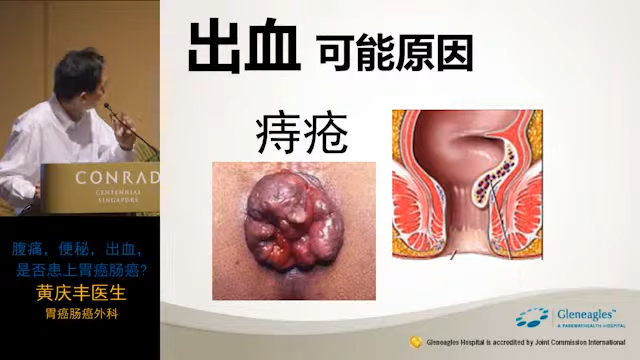 出血 可能原因
痔疮
CONRAD
CENTENNIAL
SINGAPORE
腹痛，便秘，出血，
是否患上胃癌肠癌?
黄庆丰医生
胃癌肠癌外科
Gleneagles™
A PARKWAYHEALTH HOSPITAL
Gleneagles Hospital is accredited by Joint Commission International